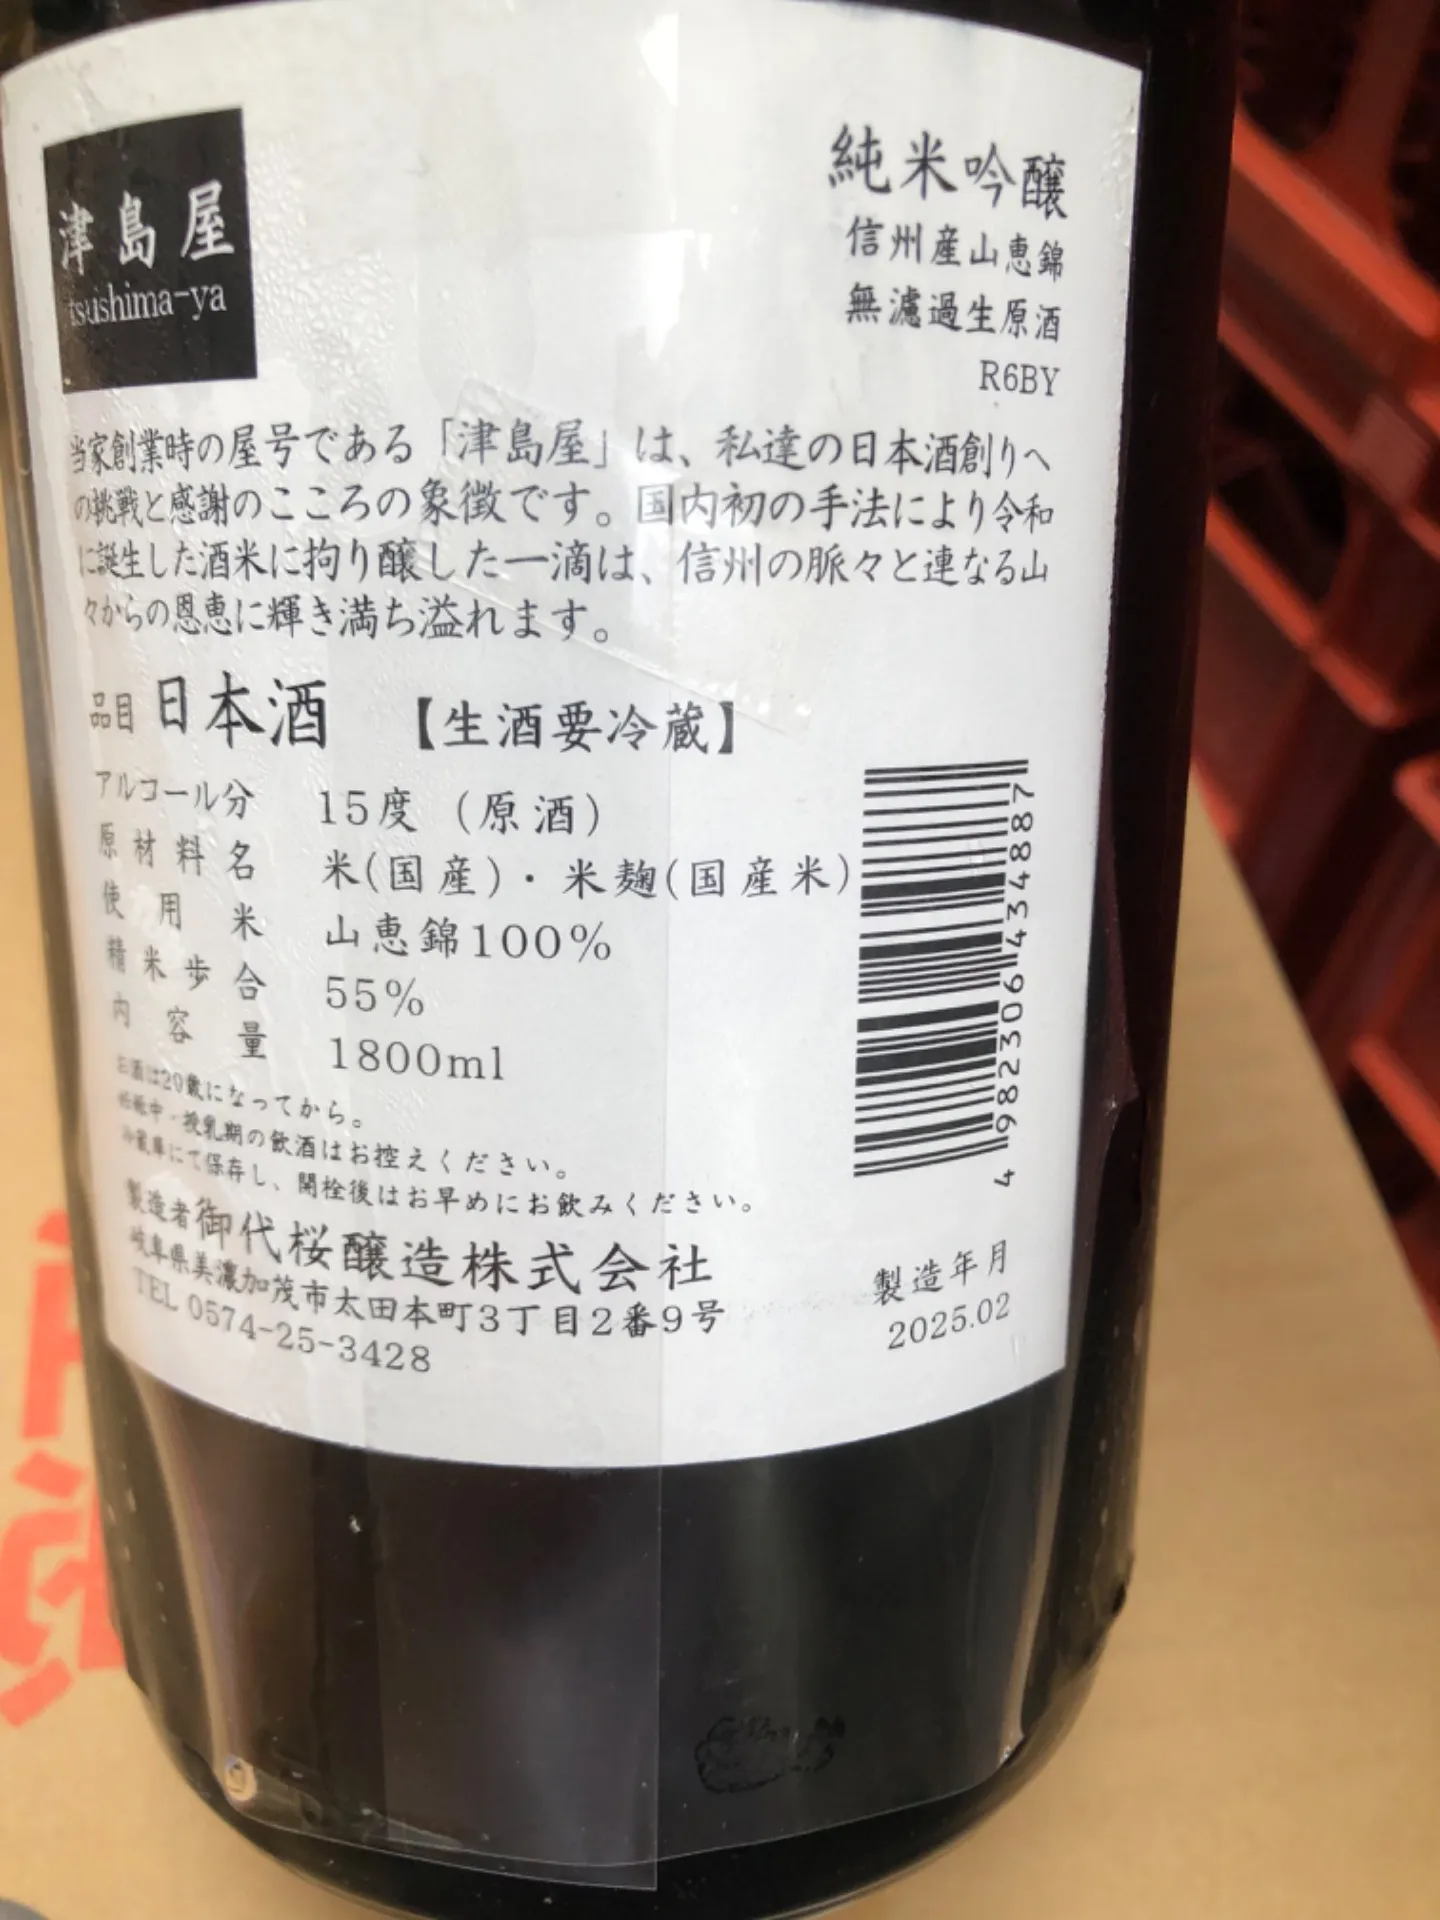 津島屋
tsushima-ya
純米吟醸
信州産山恵錦
無濾過生原酒
R6BY
当家創業時の屋号である「津島屋」は、私達の日本酒創りへ
の挑戦と感謝のこころの象徴です。国内初の手法により令和
に誕生した酒米に拘り醸した一滴は、信州の脈々と連なる山
々からの恩恵に輝き満ち溢れます。
品目 日本酒 【生酒要冷蔵】
アルコール分 15度（原酒）
原材料名 米(国産)・米麹(国産米)
使用米 山恵錦100%
精米歩合 55%
内容量 1800ml
お酒は20歳になってから。
妊娠中・授乳期の飲酒はお控えください。
冷蔵庫にて保存し、開栓後はお早めにお飲みください。
製造者 御代桜醸造株式会社
岐阜県美濃加茂市太田本町3丁目2番9号
TEL 0574-25-3428
4982306434887
製造年月
2025.02